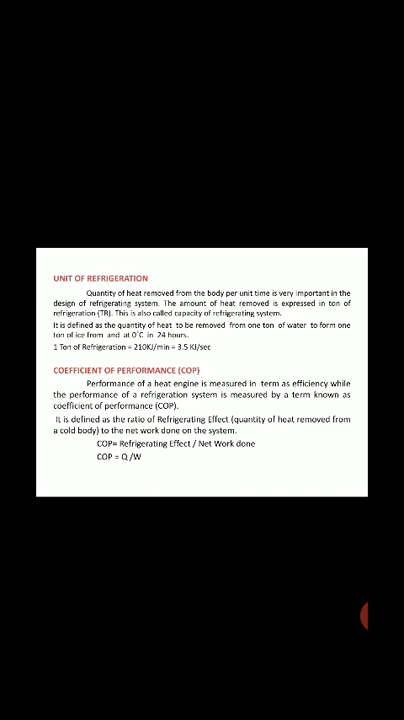 UNIT OF REFRIGERATION
Quantity of heat removed from the body per unit time is very important in the
design of refrigerating system. The amount of heat removed is expressed in ton of
refrigeration (TR). This is also called capacity of refrigerating system.
It is defined as the quantity of heat to be removed from one ton of water to form one
ton of ice from and at 0°C in 24 hours.
1 Ton of Refrigeration = 210KJ/min = 3.5 KJ/sec
COEFFICIENT OF PERFORMANCE (COP)
Performance of a heat engine is measured in term as efficiency while
the performance of a refrigeration system is measured by a term known as
coefficient of performance (COP).
It is defined as the ratio of Refrigerating Effect (quantity of heat removed from
a cold body) to the net work done on the system.
COP= Refrigerating Effect / Net Work done
COP = Q /W